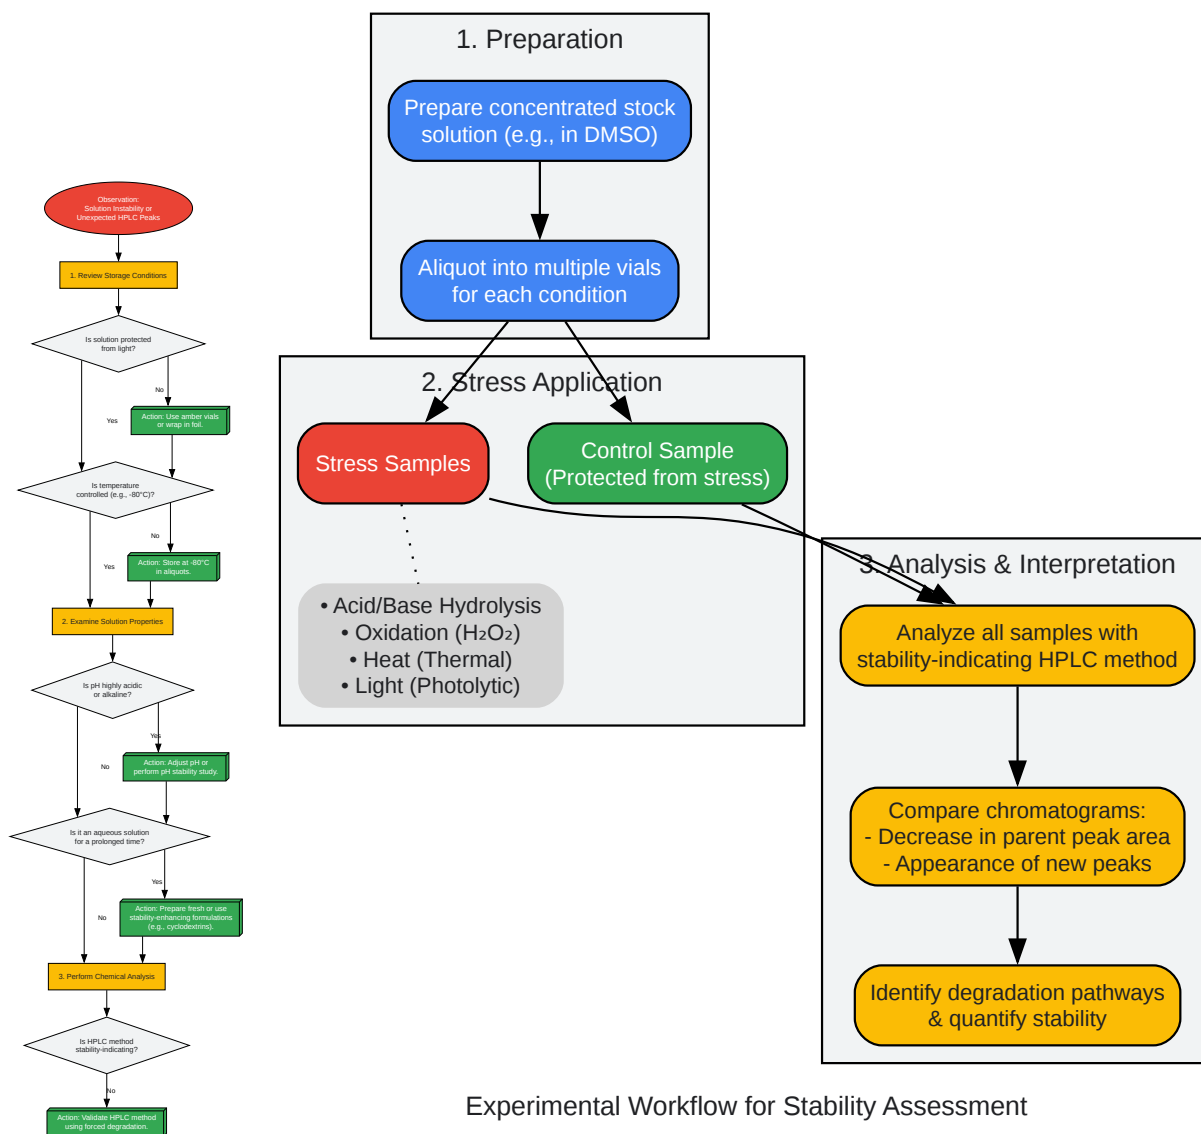 Observation:
Solution Instability or
Unexpected HPLC Peaks
1. Review Storage Conditions
Is solution protected
from light?
No
Yes
Action: Use amber vials
or wrap in foil.
Is temperature
controlled (e.g., -80°C)?
No
Yes
Action: Store at -80°C
in aliquots.
2. Examine Solution Properties
Is pH highly acidic
or alkaline?
Yes
No
Action: Adjust pH or
perform pH stability study.
Is it an aqueous solution
for a prolonged time?
Yes
No
Action: Prepare fresh or use
stability-enhancing formulations
(e.g., cyclodextrins).
3. Perform Chemical Analysis
Is HPLC method
stability-indicating?
No
Action: Validate HPLC method
using forced degradation.
1. Preparation
Prepare concentrated stock
solution (e.g., in DMSO)
Aliquot into multiple vials
for each condition
2. Stress Application
Stress Samples
Control Sample
(Protected from stress)
• Acid/Base Hydrolysis
• Oxidation (H₂O₂)
• Heat (Thermal)
• Light (Photolytic)
3. Analysis & Interpretation
Analyze all samples with
stability-indicating HPLC method
Compare chromatograms:
- Decrease in parent peak area
- Appearance of new peaks
Identify degradation pathways
& quantify stability
Experimental Workflow for Stability Assessment